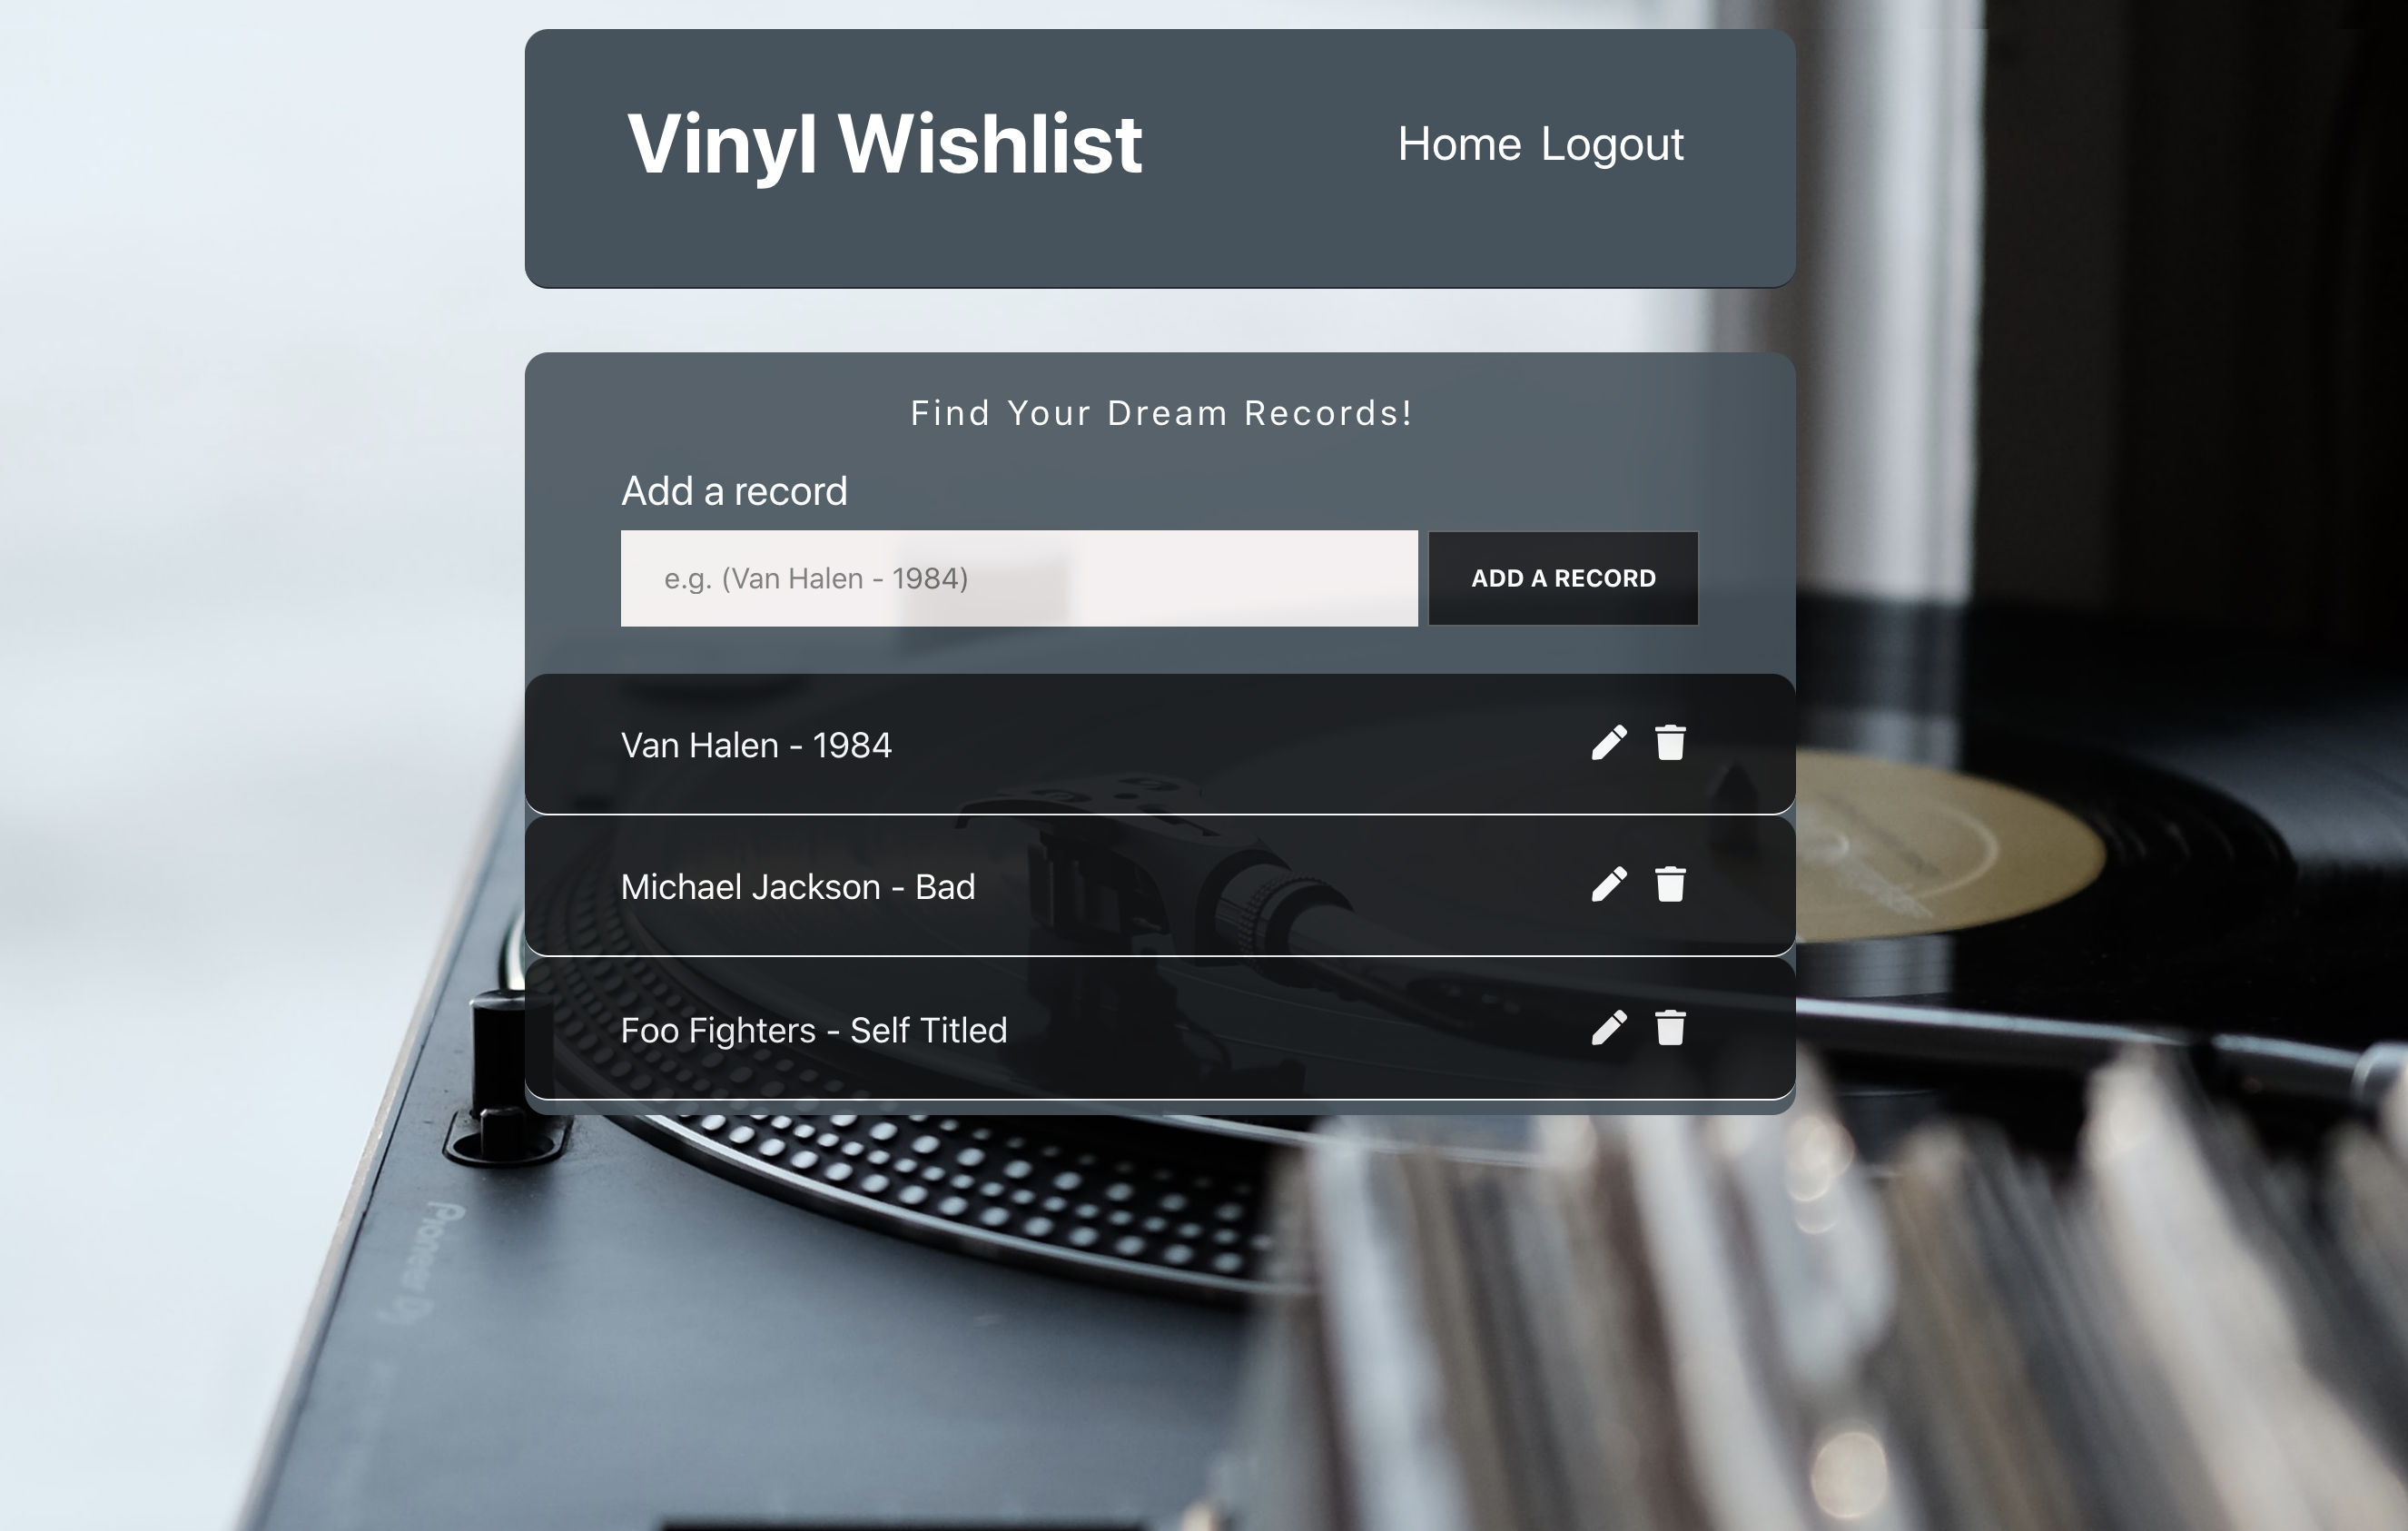 Vinyl Wishlist
Home Logout
Find Your Dream Records!
Add a record
e.g. (Van Halen - 1984)
ADD A RECORD
Van Halen - 1984
Michael Jackson - Bad
Foo Fighters - Self Titled
Pioneer Dj